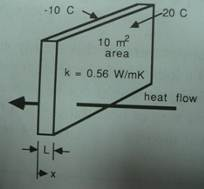 -10 C
20 C
10 m²
area
k = 0.56 W/mK
heat flow
L
x